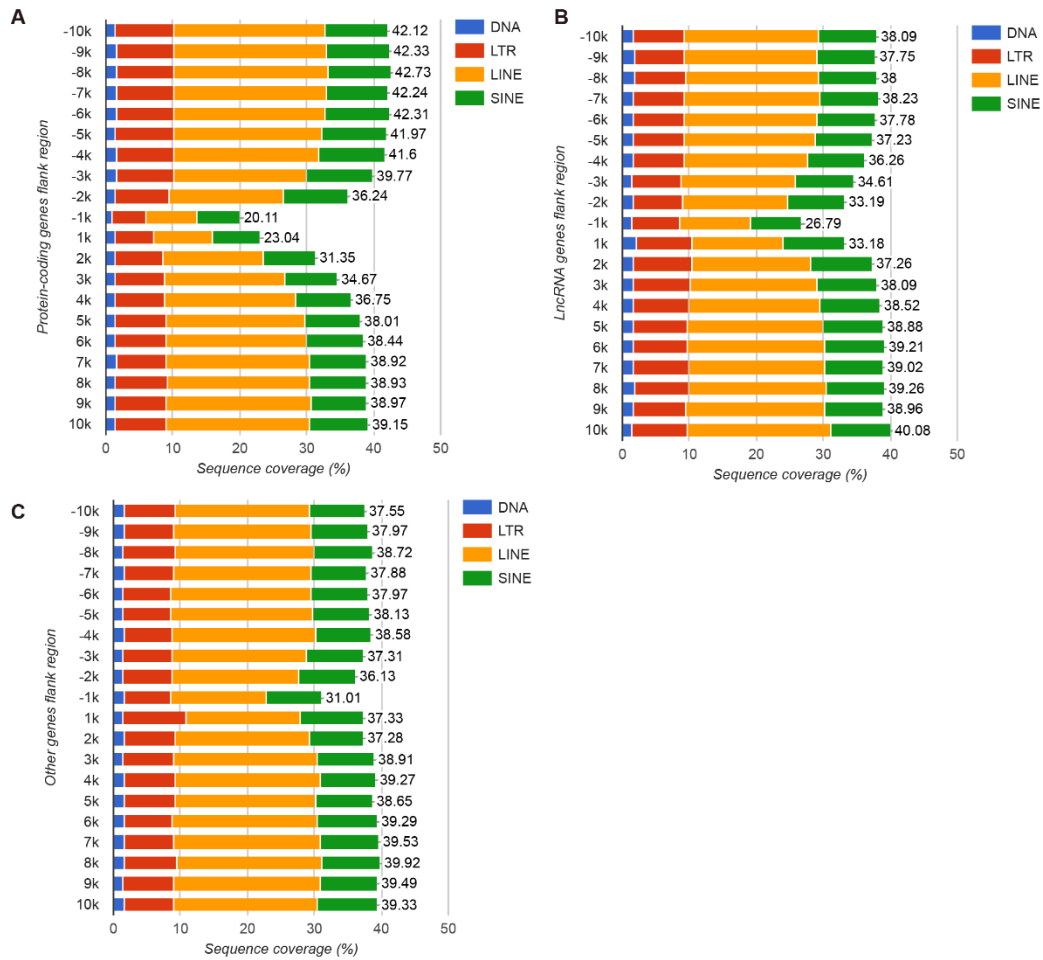 A
Protein-coding genes flank region
-10k 42.12
-9k 42.33
-8k 42.73
-7k 42.24
-6k 42.31
-5k 41.97
-4k 41.6
-3k 39.77
-2k 36.24
-1k 20.11
1k 23.04
2k 31.35
3k 34.67
4k 36.75
5k 38.01
6k 38.44
7k 38.92
8k 38.93
9k 38.97
10k 39.15
0 10 20 30 40 50
Sequence coverage (%)
DNA
LTR
LINE
SINE
B
LncRNA genes flank region
-10k 38.09
-9k 37.75
-8k 38
-7k 38.23
-6k 37.78
-5k 37.23
-4k 36.26
-3k 34.61
-2k 33.19
-1k 26.79
1k 33.18
2k 37.26
3k 38.09
4k 38.52
5k 38.88
6k 39.21
7k 39.02
8k 39.26
9k 38.96
10k 40.08
0 10 20 30 40 50
Sequence coverage (%)
DNA
LTR
LINE
SINE
C
Other genes flank region
-10k 37.55
-9k 37.97
-8k 38.72
-7k 37.88
-6k 37.97
-5k 38.13
-4k 38.58
-3k 37.31
-2k 36.13
-1k 31.01
1k 37.33
2k 37.28
3k 38.91
4k 39.27
5k 38.65
6k 39.29
7k 39.53
8k 39.92
9k 39.49
10k 39.33
0 10 20 30 40 50
Sequence coverage (%)
DNA
LTR
LINE
SINE